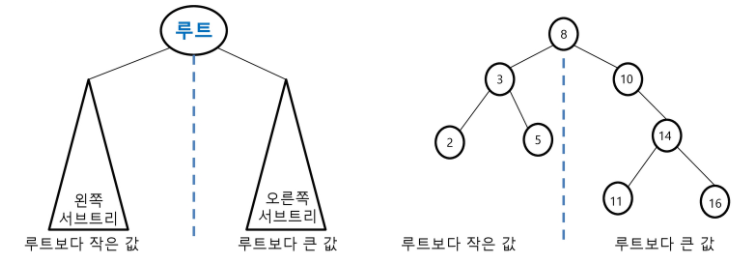 루트
왼쪽
서브트리
오른쪽
서브트리
루트보다 작은 값
루트보다 큰 값
8
3
10
2
5
14
11
16
루트보다 작은 값
루트보다 큰 값